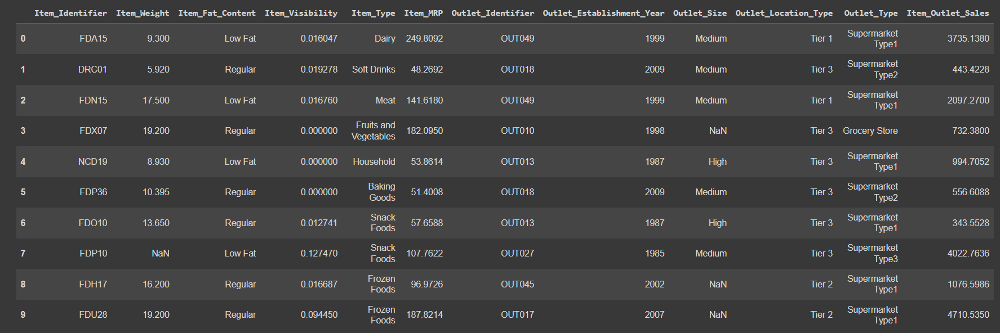 Item_Identifier Item_Weight Item_Fat_Content Item_Visibility Item_Type Item_MRP Outlet_Identifier Outlet_Establishment_Year Outlet_Size Outlet_Location_Type Outlet_Type Item_Outlet_Sales
0 FDA15 9.300 Low Fat 0.016047 Dairy 249.8092 OUT049 1999 Medium Tier 1 Supermarket Type1 3735.1380
1 DRC01 5.920 Regular 0.019278 Soft Drinks 48.2692 OUT018 2009 Medium Tier 3 Supermarket Type2 443.4228
2 FDN15 17.500 Low Fat 0.016760 Meat 141.6180 OUT049 1999 Medium Tier 1 Supermarket Type1 2097.2700
3 FDX07 19.200 Regular 0.000000 Fruits and Vegetables 182.0950 OUT010 1998 NaN Tier 3 Grocery Store 732.3800
4 NCD19 8.930 Low Fat 0.000000 Household 53.8614 OUT013 1987 High Tier 3 Supermarket Type1 994.7052
5 FDP36 10.395 Regular 0.000000 Baking Goods 51.4008 OUT018 2009 Medium Tier 3 Supermarket Type2 556.6088
6 FDO10 13.650 Regular 0.012741 Snack Foods 57.6588 OUT013 1987 High Tier 3 Supermarket Type1 343.5528
7 FDP10 NaN Low Fat 0.127470 Snack Foods 107.7622 OUT027 1985 Medium Tier 3 Supermarket Type3 4022.7636
8 FDH17 16.200 Regular 0.016687 Frozen Foods 96.9726 OUT045 2002 NaN Tier 2 Supermarket Type1 1076.5986
9 FDU28 19.200 Regular 0.094450 Frozen Foods 187.8214 OUT017 2007 NaN Tier 2 Supermarket Type1 4710.5350